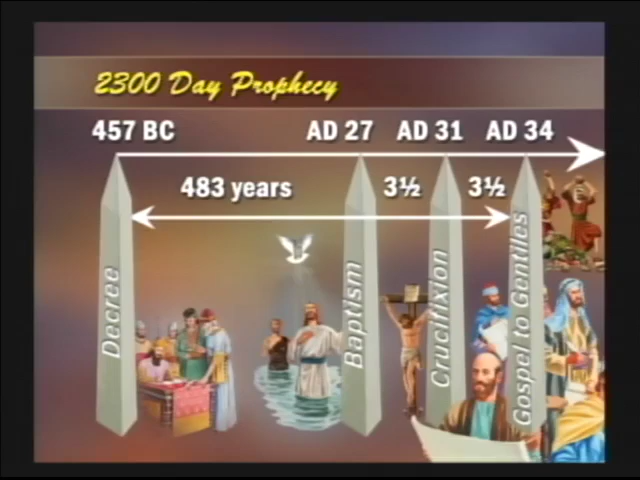 2300 Day Prophecy
457 BC AD 27 AD 31 AD 34
483 years 3½ 3½
Decree
Baptism
Crucifixion
Gospel to Gentiles